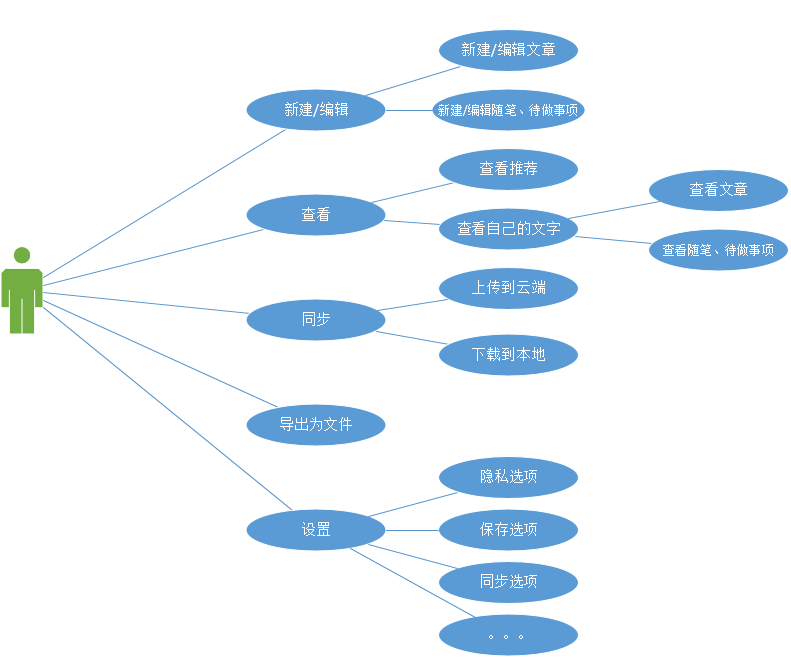 新建/编辑文章
新建/编辑
新建/编辑随笔、待做事项
查看推荐
查看文章
查看
查看自己的文字
查看随笔、待做事项
上传到云端
同步
下载到本地
导出为文件
隐私选项
设置
保存选项
同步选项
。。。